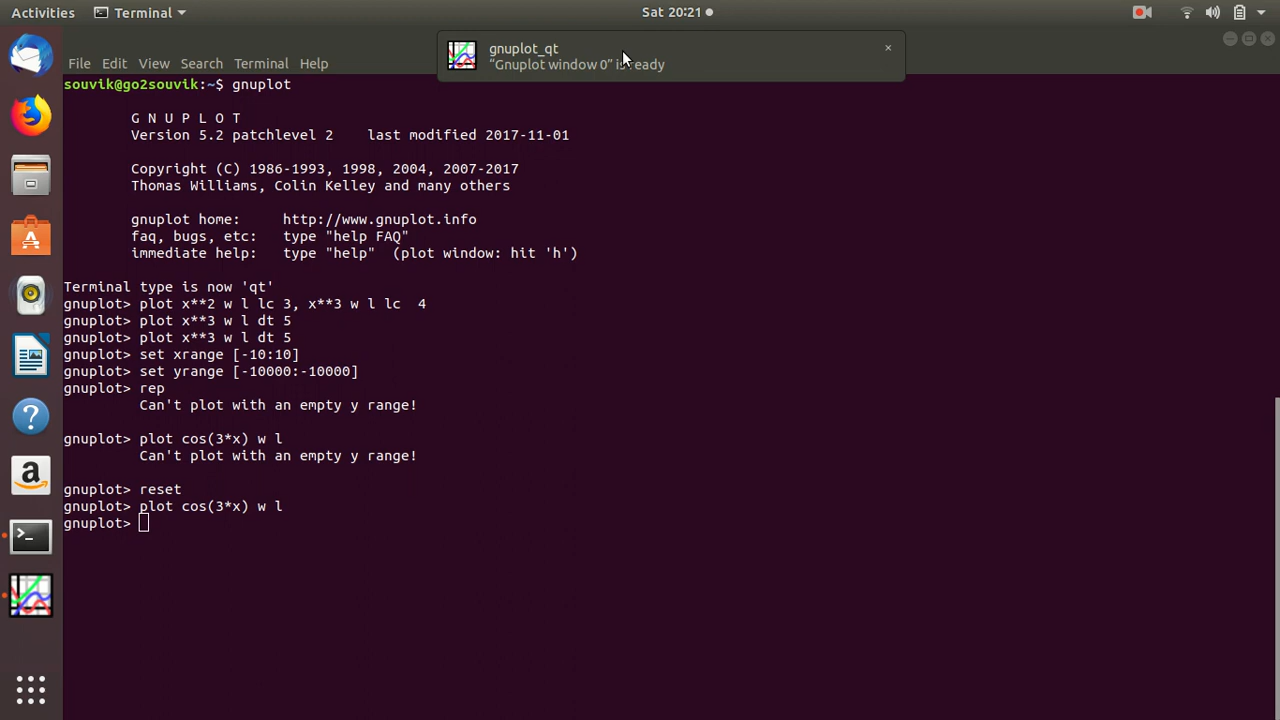 Activities
Terminal
Sat 20:21
File Edit View Search Terminal Help
gnuplot_qt
"Gnuplot window 0" is ready
souvik@go2souvik:~$ gnuplot
G N U P L O T
Version 5.2 patchlevel 2    last modified 2017-11-01
Copyright (C) 1986-1993, 1998, 2004, 2007-2017
Thomas Williams, Colin Kelley and many others
gnuplot home:     http://www.gnuplot.info
faq, bugs, etc:   type "help FAQ"
immediate help:   type "help"  (plot window: hit 'h')
Terminal type is now 'qt'
gnuplot> plot x**2 w l lc 3, x**3 w l lc  4
gnuplot> plot x**3 w l dt 5
gnuplot> plot x**3 w l dt 5
gnuplot> set xrange [-10:10]
gnuplot> set yrange [-10000:-10000]
gnuplot> rep
Can't plot with an empty y range!
gnuplot> plot cos(3*x) w l
Can't plot with an empty y range!
gnuplot> reset
gnuplot> plot cos(3*x) w l
gnuplot>